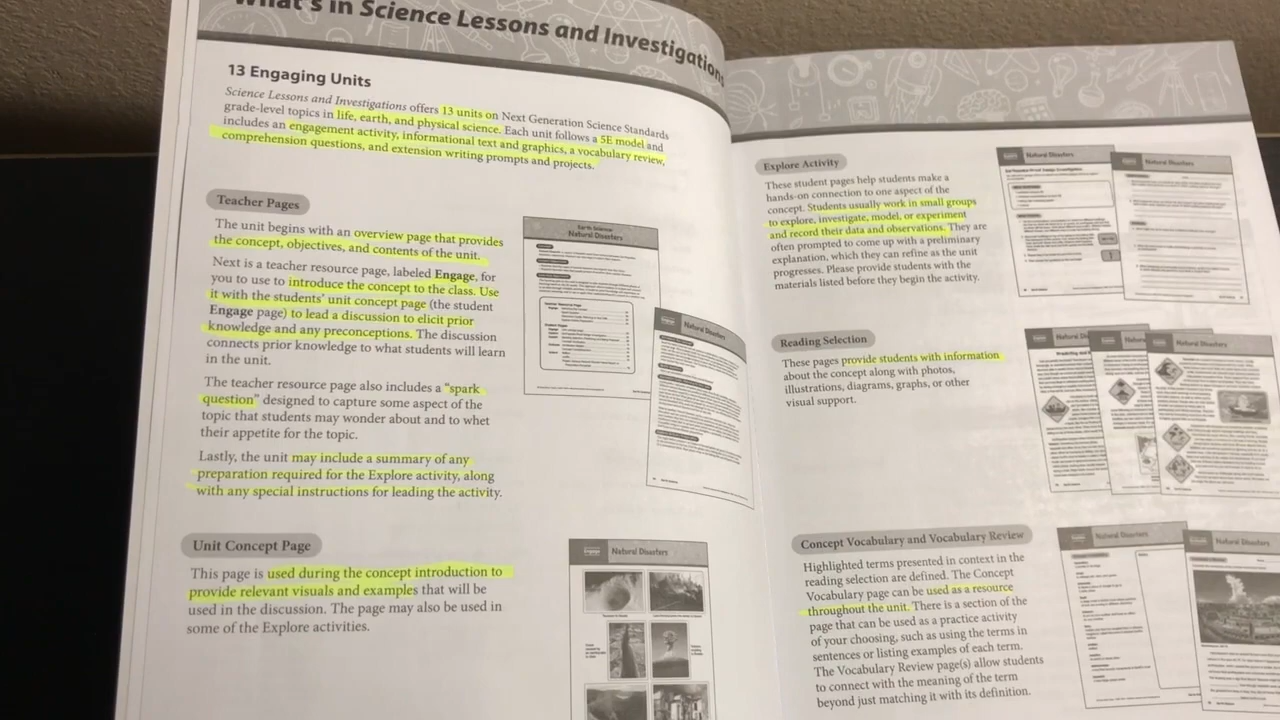 What's in Science Lessons and Investigations
13 Engaging Units
Science Lessons and Investigations offers 13 units on Next Generation Science Standards
grade-level topics in life, earth, and physical science. Each unit follows a 5E model and
includes an engagement activity, informational text and graphics, a vocabulary review,
comprehension questions, and extension writing prompts and projects.
Teacher Pages
The unit begins with an overview page that provides
the concept, objectives, and contents of the unit.
Next is a teacher resource page, labeled Engage, for
you to use to introduce the concept to the class. Use
it with the students' unit concept page (the student
Engage page) to lead a discussion to elicit prior
knowledge and any preconceptions. The discussion
connects prior knowledge to what students will learn
in the unit.
The teacher resource page also includes a "spark
question" designed to capture some aspect of the
topic that students may wonder about and to whet
their appetite for the topic.
Lastly, the unit may include a summary of any
preparation required for the Explore activity, along
with any special instructions for leading the activity.
Earth Science
Natural Disasters
Natural Disasters
Unit Concept Page
This page is used during the concept introduction to
provide relevant visuals and examples that will be
used in the discussion. The page may also be used in
some of the Explore activities.
Engage
Natural Disasters
Explore Activity
These student pages help students make a
hands-on connection to one aspect of the
concept. Students usually work in small groups
to explore, investigate, model, or experiment
and record their data and observations. They are
often prompted to come up with a preliminary
explanation, which they can refine as the unit
progresses. Please provide students with the
materials listed before they begin the activity.
Natural Disasters
Natural Disasters
Reading Selection
These pages provide students with information
about the concept along with photos,
illustrations, diagrams, graphs, or other
visual support.
Natural Dis
Natural Disasters
Concept Vocabulary and Vocabulary Review
Highlighted terms presented in context in the
reading selection are defined. The Concept
Vocabulary page can be used as a resource
throughout the unit. There is a section of the
page that can be used as a practice activity
of your choosing, such as using the terms in
sentences or listing examples of each term.
The Vocabulary Review page(s) allow students
to connect with the meaning of the term
beyond just matching it with its definition.
Natural Disasters
Natural Disasters